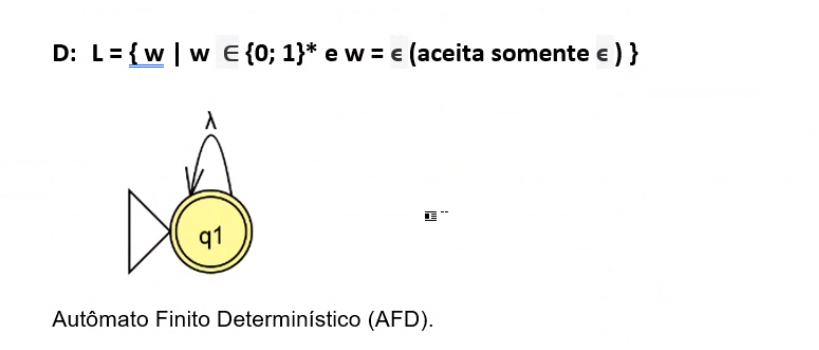 D: L = { w | w ∈ {0; 1}* e w = ϵ (aceita somente ϵ ) }
λ
q1
Autômato Finito Determinístico (AFD).